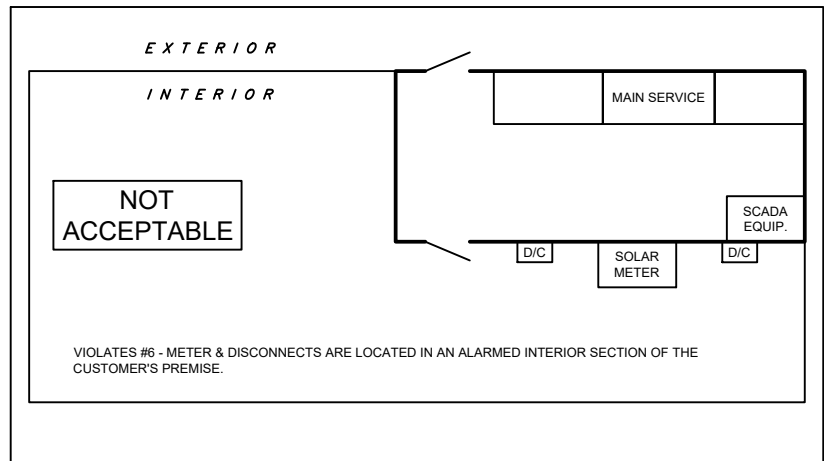 EXTERIOR
INTERIOR
MAIN SERVICE
NOT
ACCEPTABLE
SCADA
EQUIP.
D/C
SOLAR
METER
D/C
VIOLATES #6 - METER & DISCONNECTS ARE LOCATED IN AN ALARMED INTERIOR SECTION OF THE
CUSTOMER'S PREMISE.